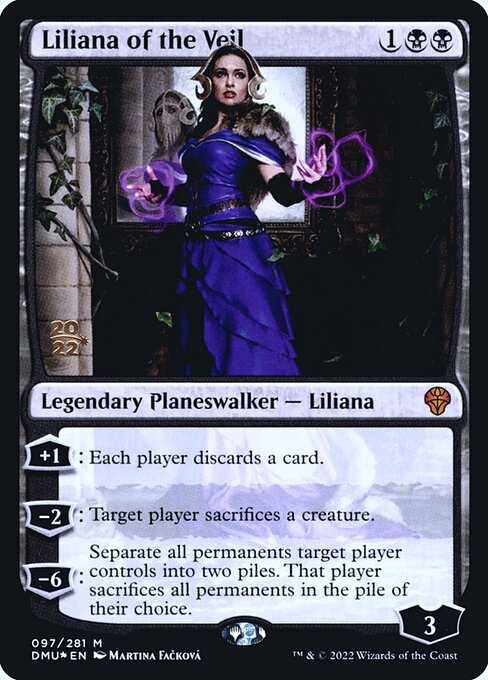 Liliana of the Veil 1
20
22
Legendary Planeswalker — Liliana
+1 : Each player discards a card.
−2 : Target player sacrifices a creature.
Separate all permanents target player
controls into two piles. That player
−6 : sacrifices all permanents in the pile of
their choice.
3
097/281 M
DMU★EN Martina Fačková
™ & © 2022 Wizards of the Coast